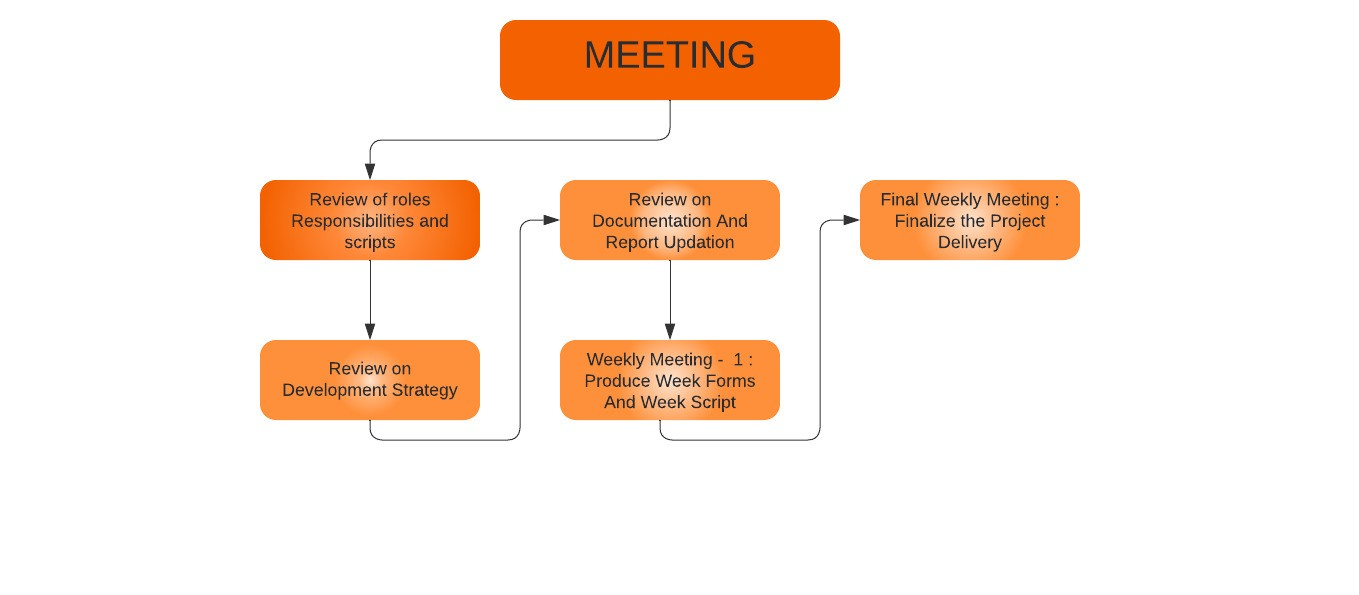 MEETING
Review of roles
Responsibilities and
scripts
Review on
Development Strategy
Review on
Documentation And
Report Updation
Weekly Meeting -  1 :
Produce Week Forms
And Week Script
Final Weekly Meeting :
Finalize the Project
Delivery